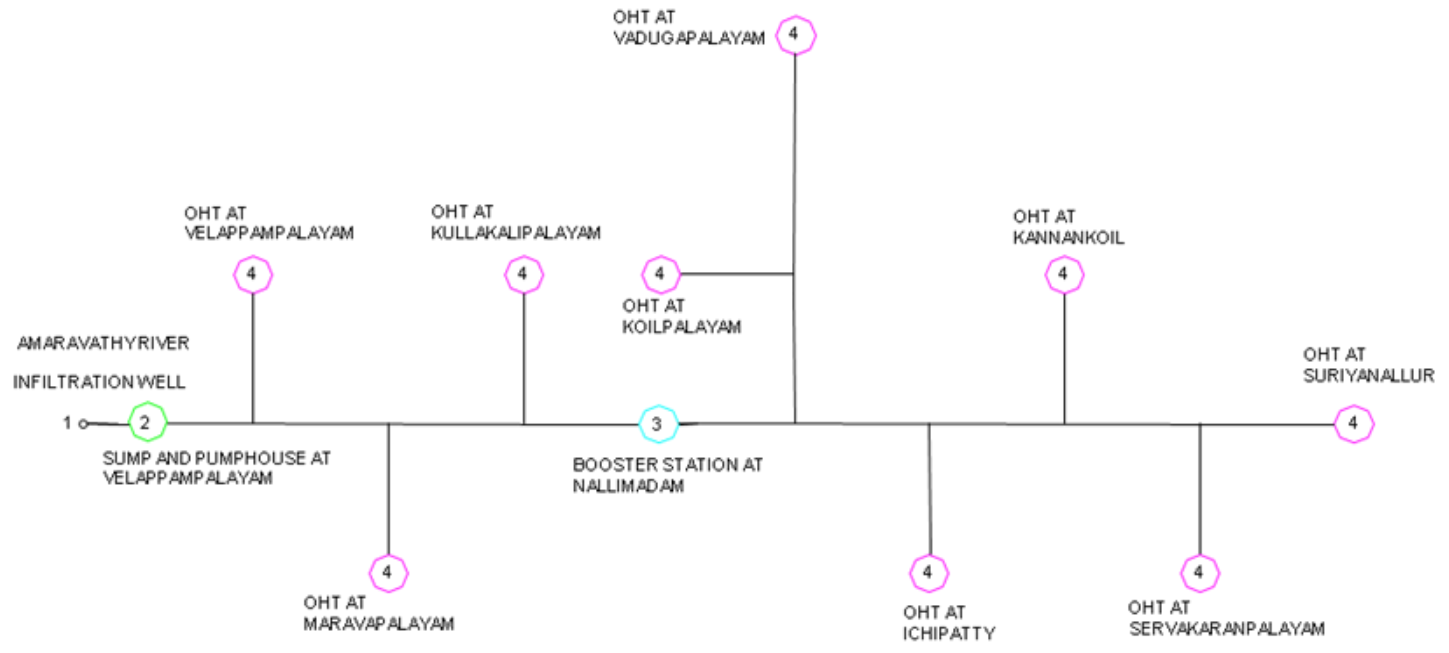 OHT AT
VADUGAPALAYAM
4
OHT AT
VELAPPAMPALAYAM
4
OHT AT
KULLAKALIPALAYAM
4
4
OHT AT
KOILPALAYAM
OHT AT
KANNANKOIL
4
AMARAVATHY RIVER
INFILTRATION WELL
1
2
SUMP AND PUMPHOUSE AT
VELAPPAMPALAYAM
3
BOOSTER STATION AT
NALLIMADAM
OHT AT
SURIYANALLUR
4
4
OHT AT
MARAVAPALAYAM
4
OHT AT
ICHIPATTY
4
OHT AT
SERVAKARANPALAYAM